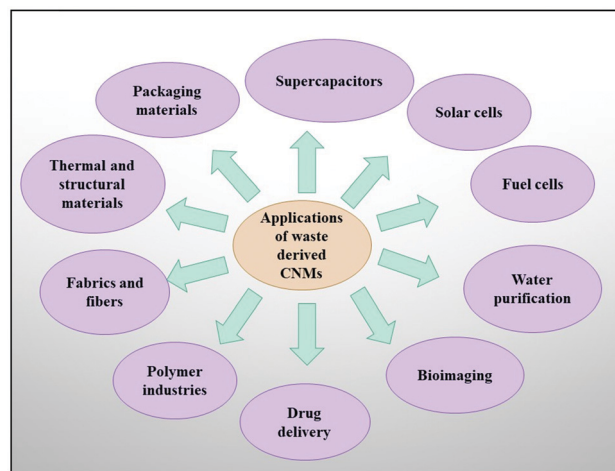 Supercapacitors
Packaging
materials
Solar cells
Thermal and
structural
materials
Fuel cells
Applications
of waste
derived
CNMs
Fabrics and
fibers
Water
purification
Polymer
industries
Bioimaging
Drug
delivery